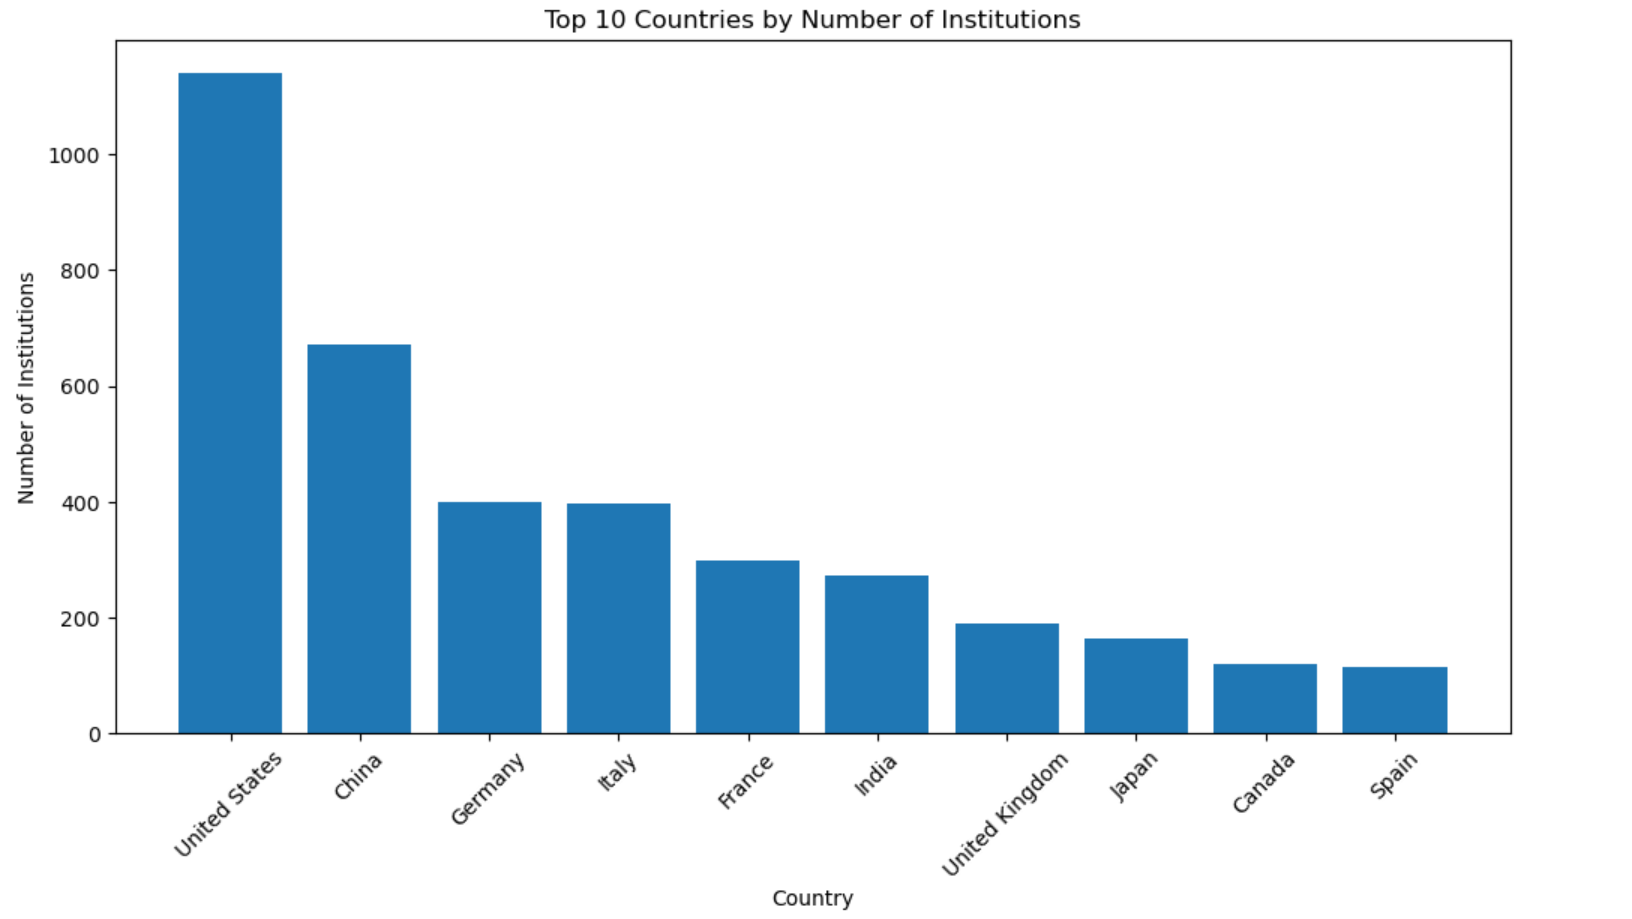 Top 10 Countries by Number of Institutions
Number of Institutions
1000
800
600
400
200
0
United States
China
Germany
Italy
France
India
United Kingdom
Japan
Canada
Spain
Country